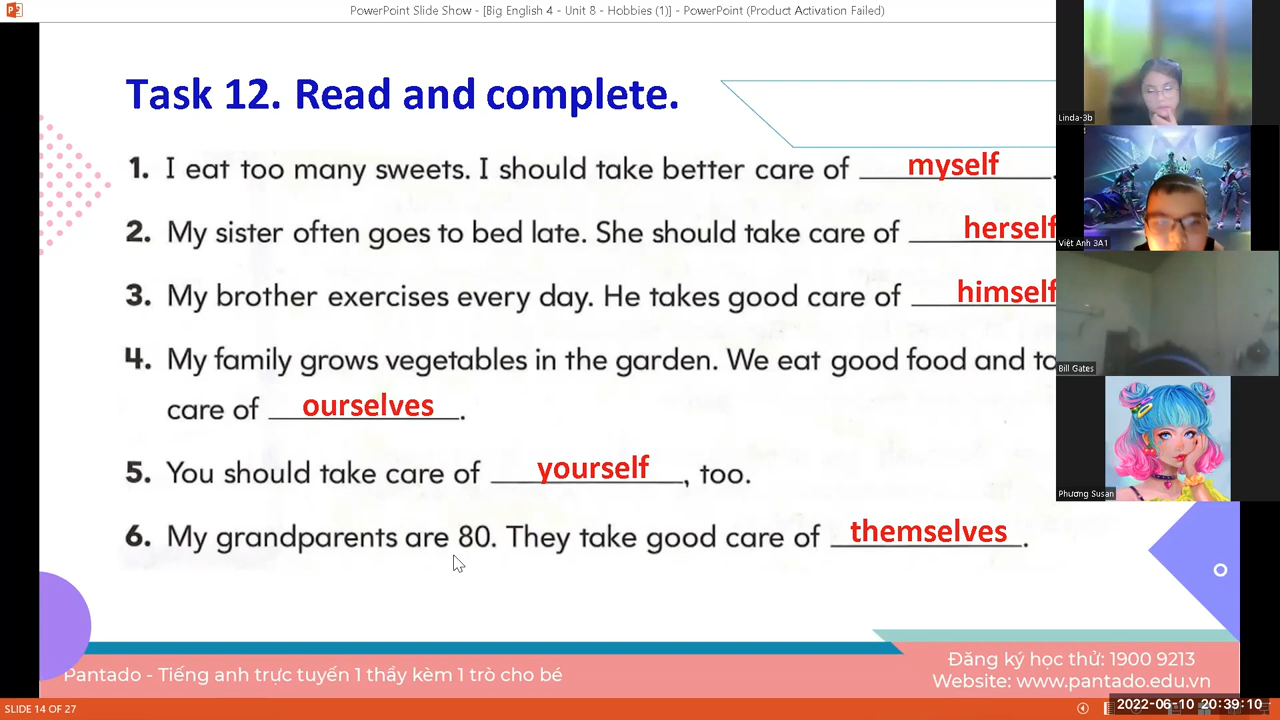 PowerPoint Slide Show - [Big English 4 - Unit 8 - Hobbies (1)] - PowerPoint (Product Activation Failed)
Task 12. Read and complete.
1. I eat too many sweets. I should take better care of myself.
2. My sister often goes to bed late. She should take care of herself
3. My brother exercises every day. He takes good care of himself
4. My family grows vegetables in the garden. We eat good food and ta
care of ourselves.
5. You should take care of yourself, too.
6. My grandparents are 80. They take good care of themselves.
Linda-3b
Việt Anh 3A1
Bill Gates
Phương Susan
Pantado - Tiếng anh trực tuyến 1 thầy kèm 1 trò cho bé
Đăng ký học thử: 1900 9213
Website: www.pantado.edu.vn
SLIDE 14 OF 27
2022-06-10 20:39:10